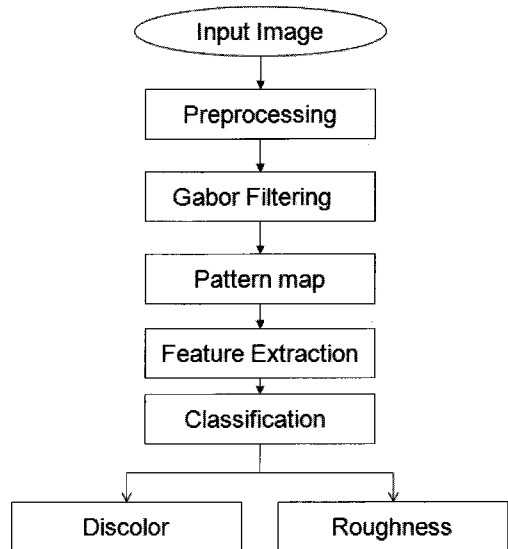 Input Image
Preprocessing
Gabor Filtering
Pattern map
Feature Extraction
Classification
Discolor
Roughness